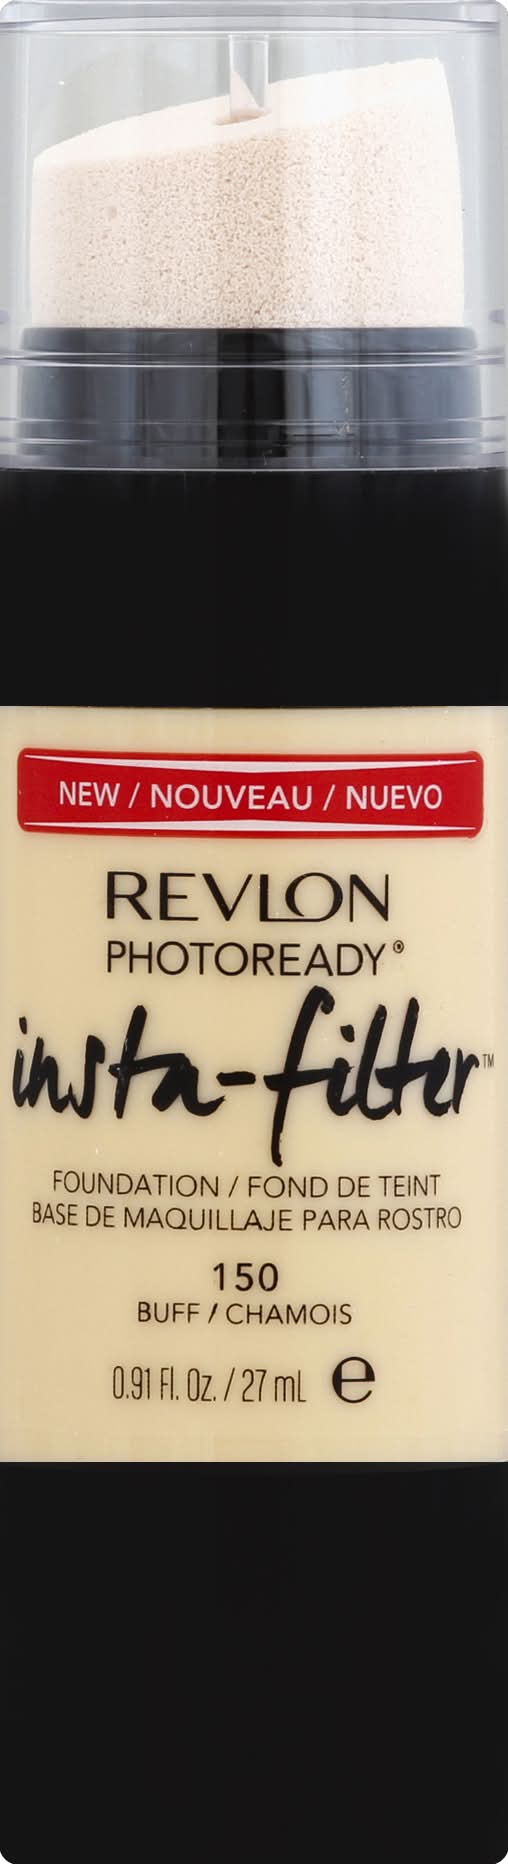 NEW / NOUVEAU / NUEVO
REVLON
PHOTOREADY®
insta-filter™
FOUNDATION / FOND DE TEINT
BASE DE MAQUILLAJE PARA ROSTRO
150
BUFF / CHAMOIS
0.91 Fl. Oz. / 27 mL ℮